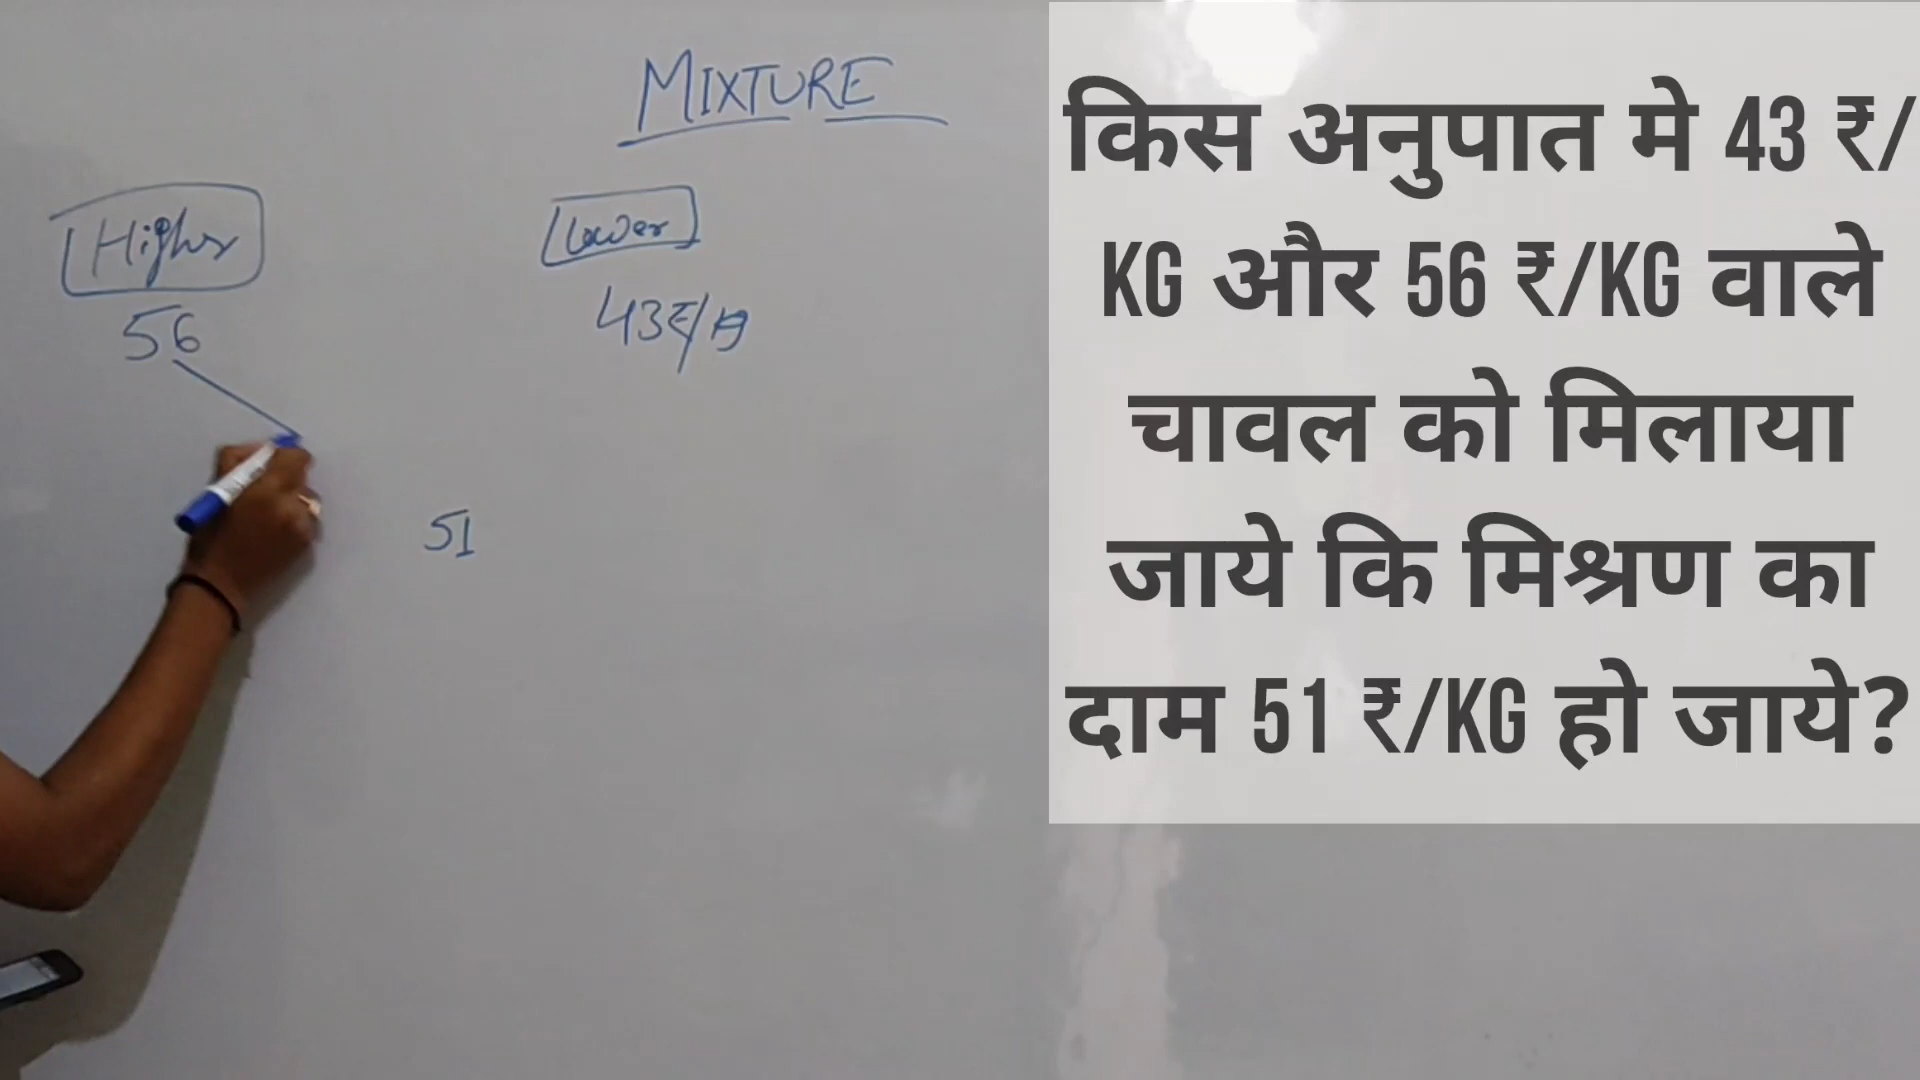 MIXTURE
Higher
Lower
56
43₹/kg
51
किस अनुपात मे 43 ₹/
KG और 56 ₹/KG वाले
चावल को मिलाया
जाये कि मिश्रण का
दाम 51 ₹/KG हो जाये?